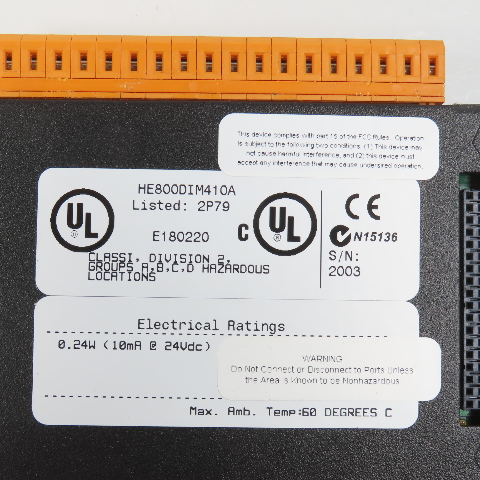 This device complies with part 15 of the FCC Rules. Operation
is subject to the following two conditions: (1) This device may
not cause harmful interference, and (2) this device must
accept any interference that may cause undersired operation.
HE800DIM410A
Listed: 2P79
UL
E180220
C UL
CE
N15136
S/N:
2003
CLASSI, DIVISION 2,
GROUPS A,B,C,D HAZARDOUS
LOCATIONS
Electrical Ratings
0.24W (10mA @ 24Vdc)
WARNING
Do Not Connect or Disconnect to Ports Unless
the Area is known to be Nonhazardous.
Max. Amb. Temp:60 DEGREES C